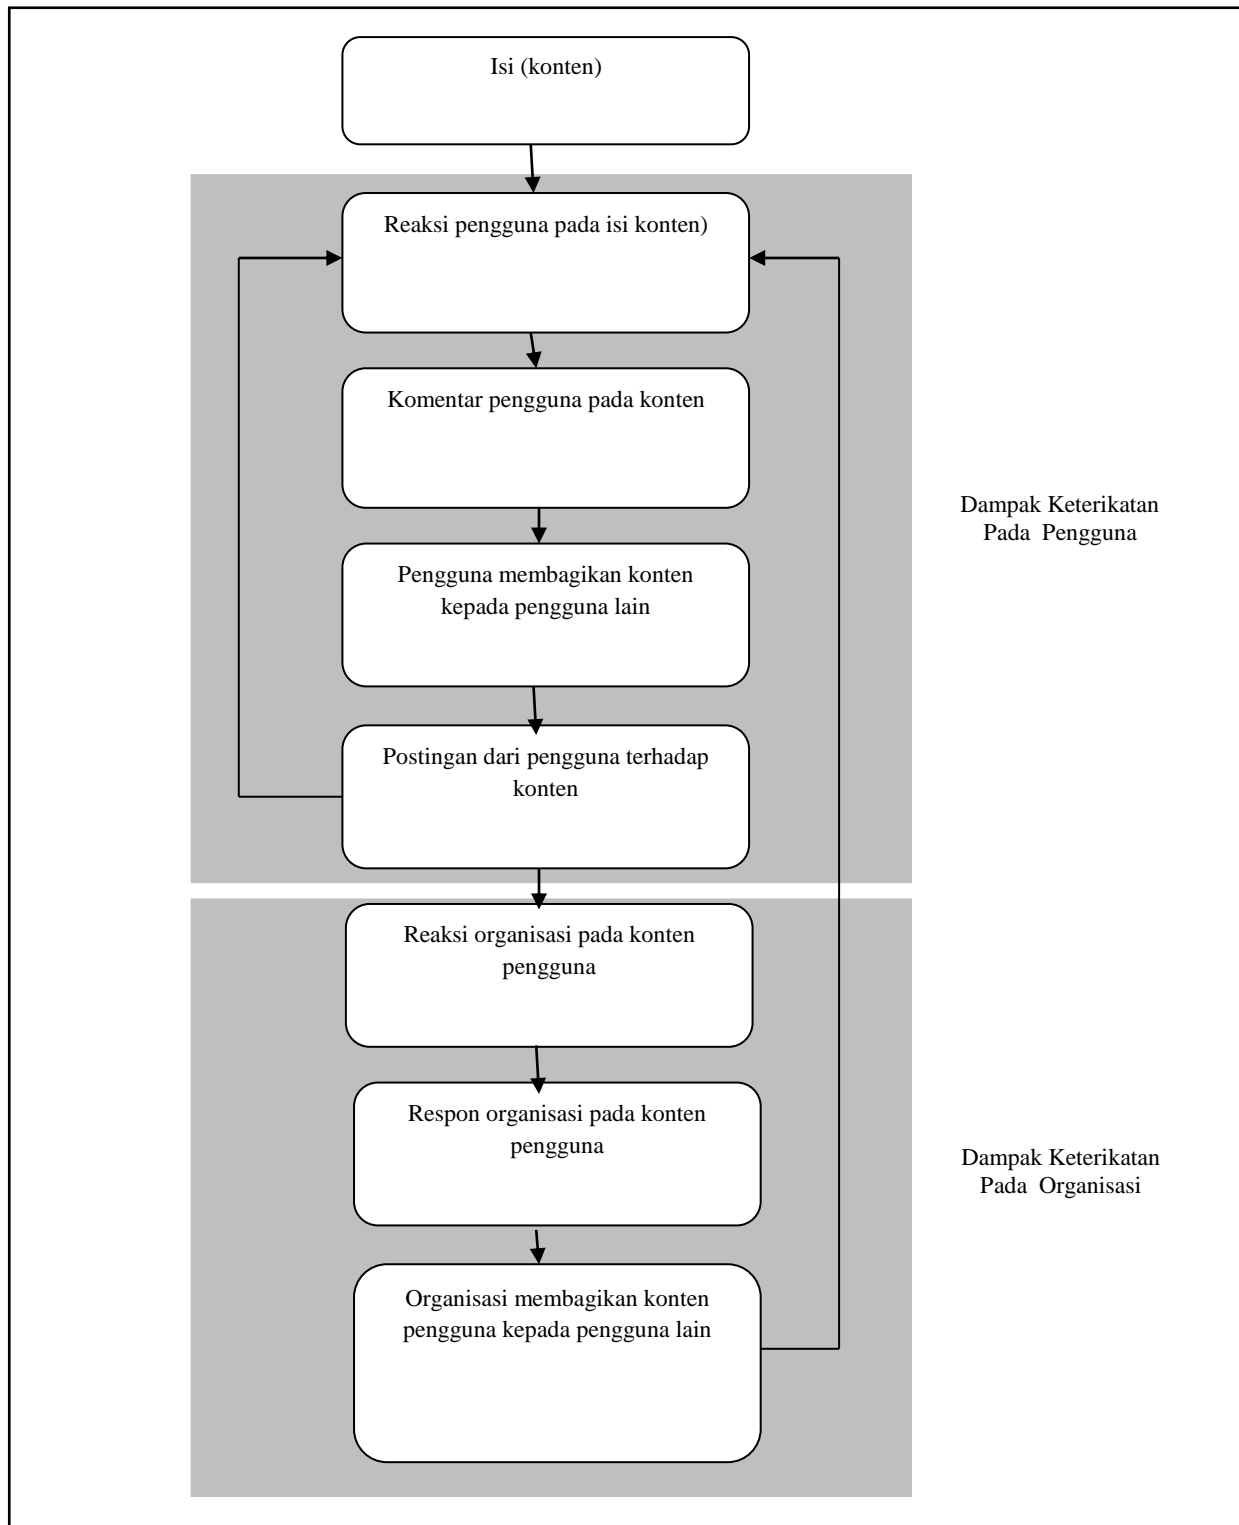 Isi (konten)
Reaksi pengguna pada isi konten)
Komentar pengguna pada konten
Dampak Keterikatan
Pada Pengguna
Pengguna membagikan konten
kepada pengguna lain
Postingan dari pengguna terhadap
konten
Reaksi organisasi pada konten
pengguna
Respon organisasi pada konten
pengguna
Dampak Keterikatan
Pada Organisasi
Organisasi membagikan konten
pengguna kepada pengguna lain